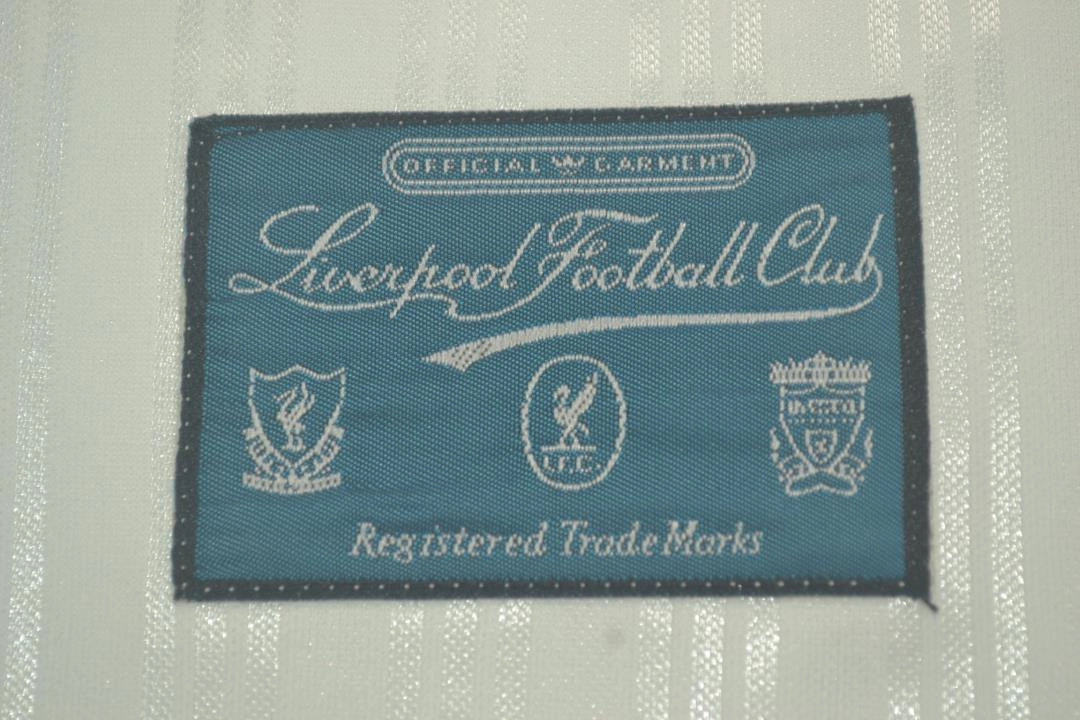 OFFICIAL GARMENT
Liverpool Football Club
L.F.C.
Registered Trade Marks